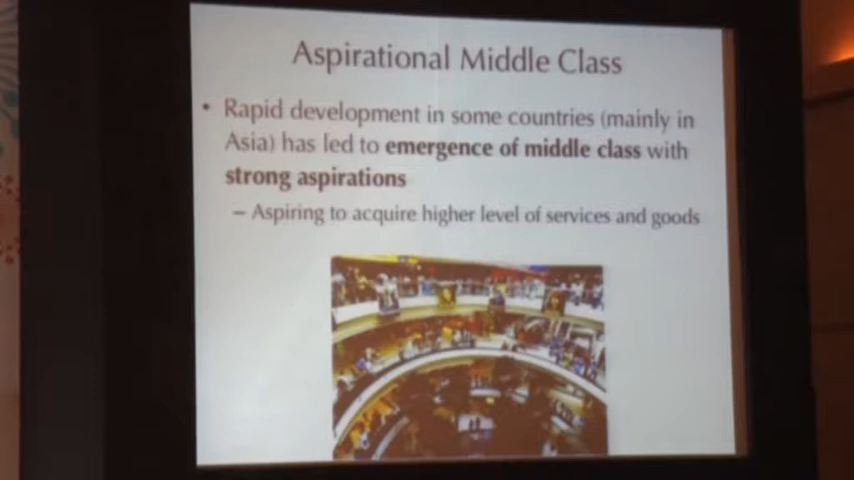 Aspirational Middle Class
• Rapid development in some countries (mainly in
Asia) has led to emergence of middle class with
strong aspirations
– Aspiring to acquire higher level of services and goods